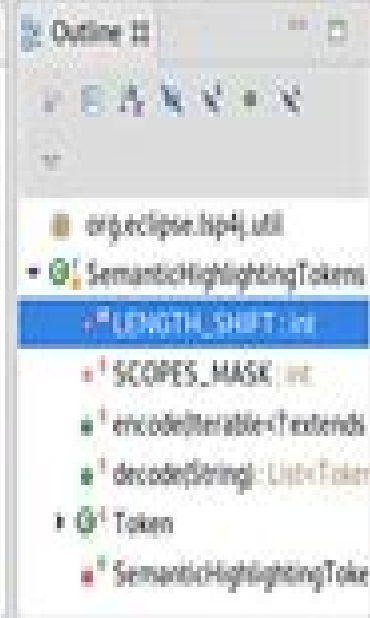 Outline
org.eclipse.lsp4j.util
SemanticHighlightingTokens
LENGTH_SHIFT : int
SCOPES_MASK : int
encode(Iterable<? extends
decode(String) : List<Token
Token
SemanticHighlightingToke